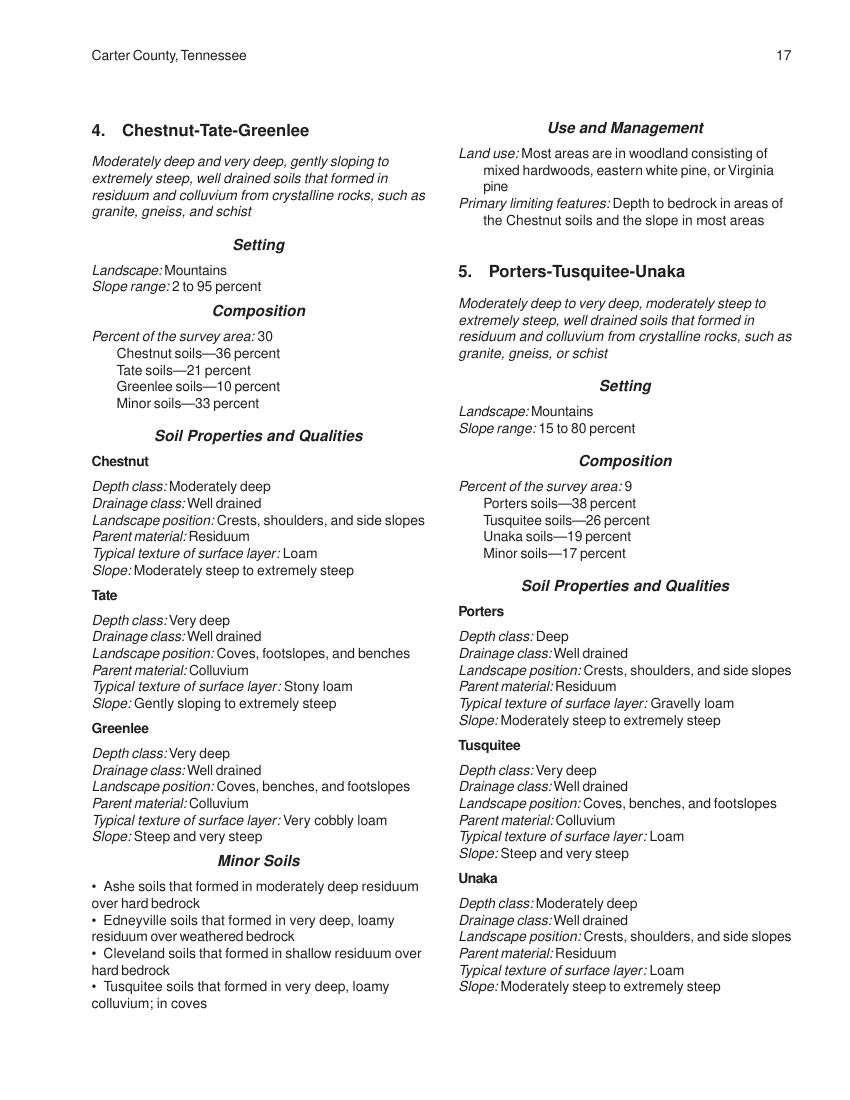 Carter County, Tennessee
17
4. Chestnut-Tate-Greenlee
Moderately deep and very deep, gently sloping to
extremely steep, well drained soils that formed in
residuum and colluvium from crystalline rocks, such as
granite, gneiss, and schist
Setting
Landscape: Mountains
Slope range: 2 to 95 percent
Composition
Percent of the survey area: 30
Chestnut soils—36 percent
Tate soils—21 percent
Greenlee soils—10 percent
Minor soils—33 percent
Soil Properties and Qualities
Chestnut
Depth class: Moderately deep
Drainage class: Well drained
Landscape position: Crests, shoulders, and side slopes
Parent material: Residuum
Typical texture of surface layer: Loam
Slope: Moderately steep to extremely steep
Tate
Depth class: Very deep
Drainage class: Well drained
Landscape position: Coves, footslopes, and benches
Parent material: Colluvium
Typical texture of surface layer: Stony loam
Slope: Gently sloping to extremely steep
Greenlee
Depth class: Very deep
Drainage class: Well drained
Landscape position: Coves, benches, and footslopes
Parent material: Colluvium
Typical texture of surface layer: Very cobbly loam
Slope: Steep and very steep
Minor Soils
• Ashe soils that formed in moderately deep residuum
over hard bedrock
• Edneyville soils that formed in very deep, loamy
residuum over weathered bedrock
• Cleveland soils that formed in shallow residuum over
hard bedrock
• Tusquitee soils that formed in very deep, loamy
colluvium; in coves
Use and Management
Land use: Most areas are in woodland consisting of
mixed hardwoods, eastern white pine, or Virginia
pine
Primary limiting features: Depth to bedrock in areas of
the Chestnut soils and the slope in most areas
5. Porters-Tusquitee-Unaka
Moderately deep to very deep, moderately steep to
extremely steep, well drained soils that formed in
residuum and colluvium from crystalline rocks, such as
granite, gneiss, or schist
Setting
Landscape: Mountains
Slope range: 15 to 80 percent
Composition
Percent of the survey area: 9
Porters soils—38 percent
Tusquitee soils—26 percent
Unaka soils—19 percent
Minor soils—17 percent
Soil Properties and Qualities
Porters
Depth class: Deep
Drainage class: Well drained
Landscape position: Crests, shoulders, and side slopes
Parent material: Residuum
Typical texture of surface layer: Gravelly loam
Slope: Moderately steep to extremely steep
Tusquitee
Depth class: Very deep
Drainage class: Well drained
Landscape position: Coves, benches, and footslopes
Parent material: Colluvium
Typical texture of surface layer: Loam
Slope: Steep and very steep
Unaka
Depth class: Moderately deep
Drainage class: Well drained
Landscape position: Crests, shoulders, and side slopes
Parent material: Residuum
Typical texture of surface layer: Loam
Slope: Moderately steep to extremely steep